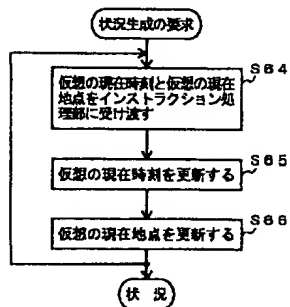 状況生成の要求
S64
仮想の現在時刻と仮想の現在
地点をインストラクション処
理部に受け渡す
S65
仮想の現在時刻を更新する
S66
仮想の現在地点を更新する
状 況